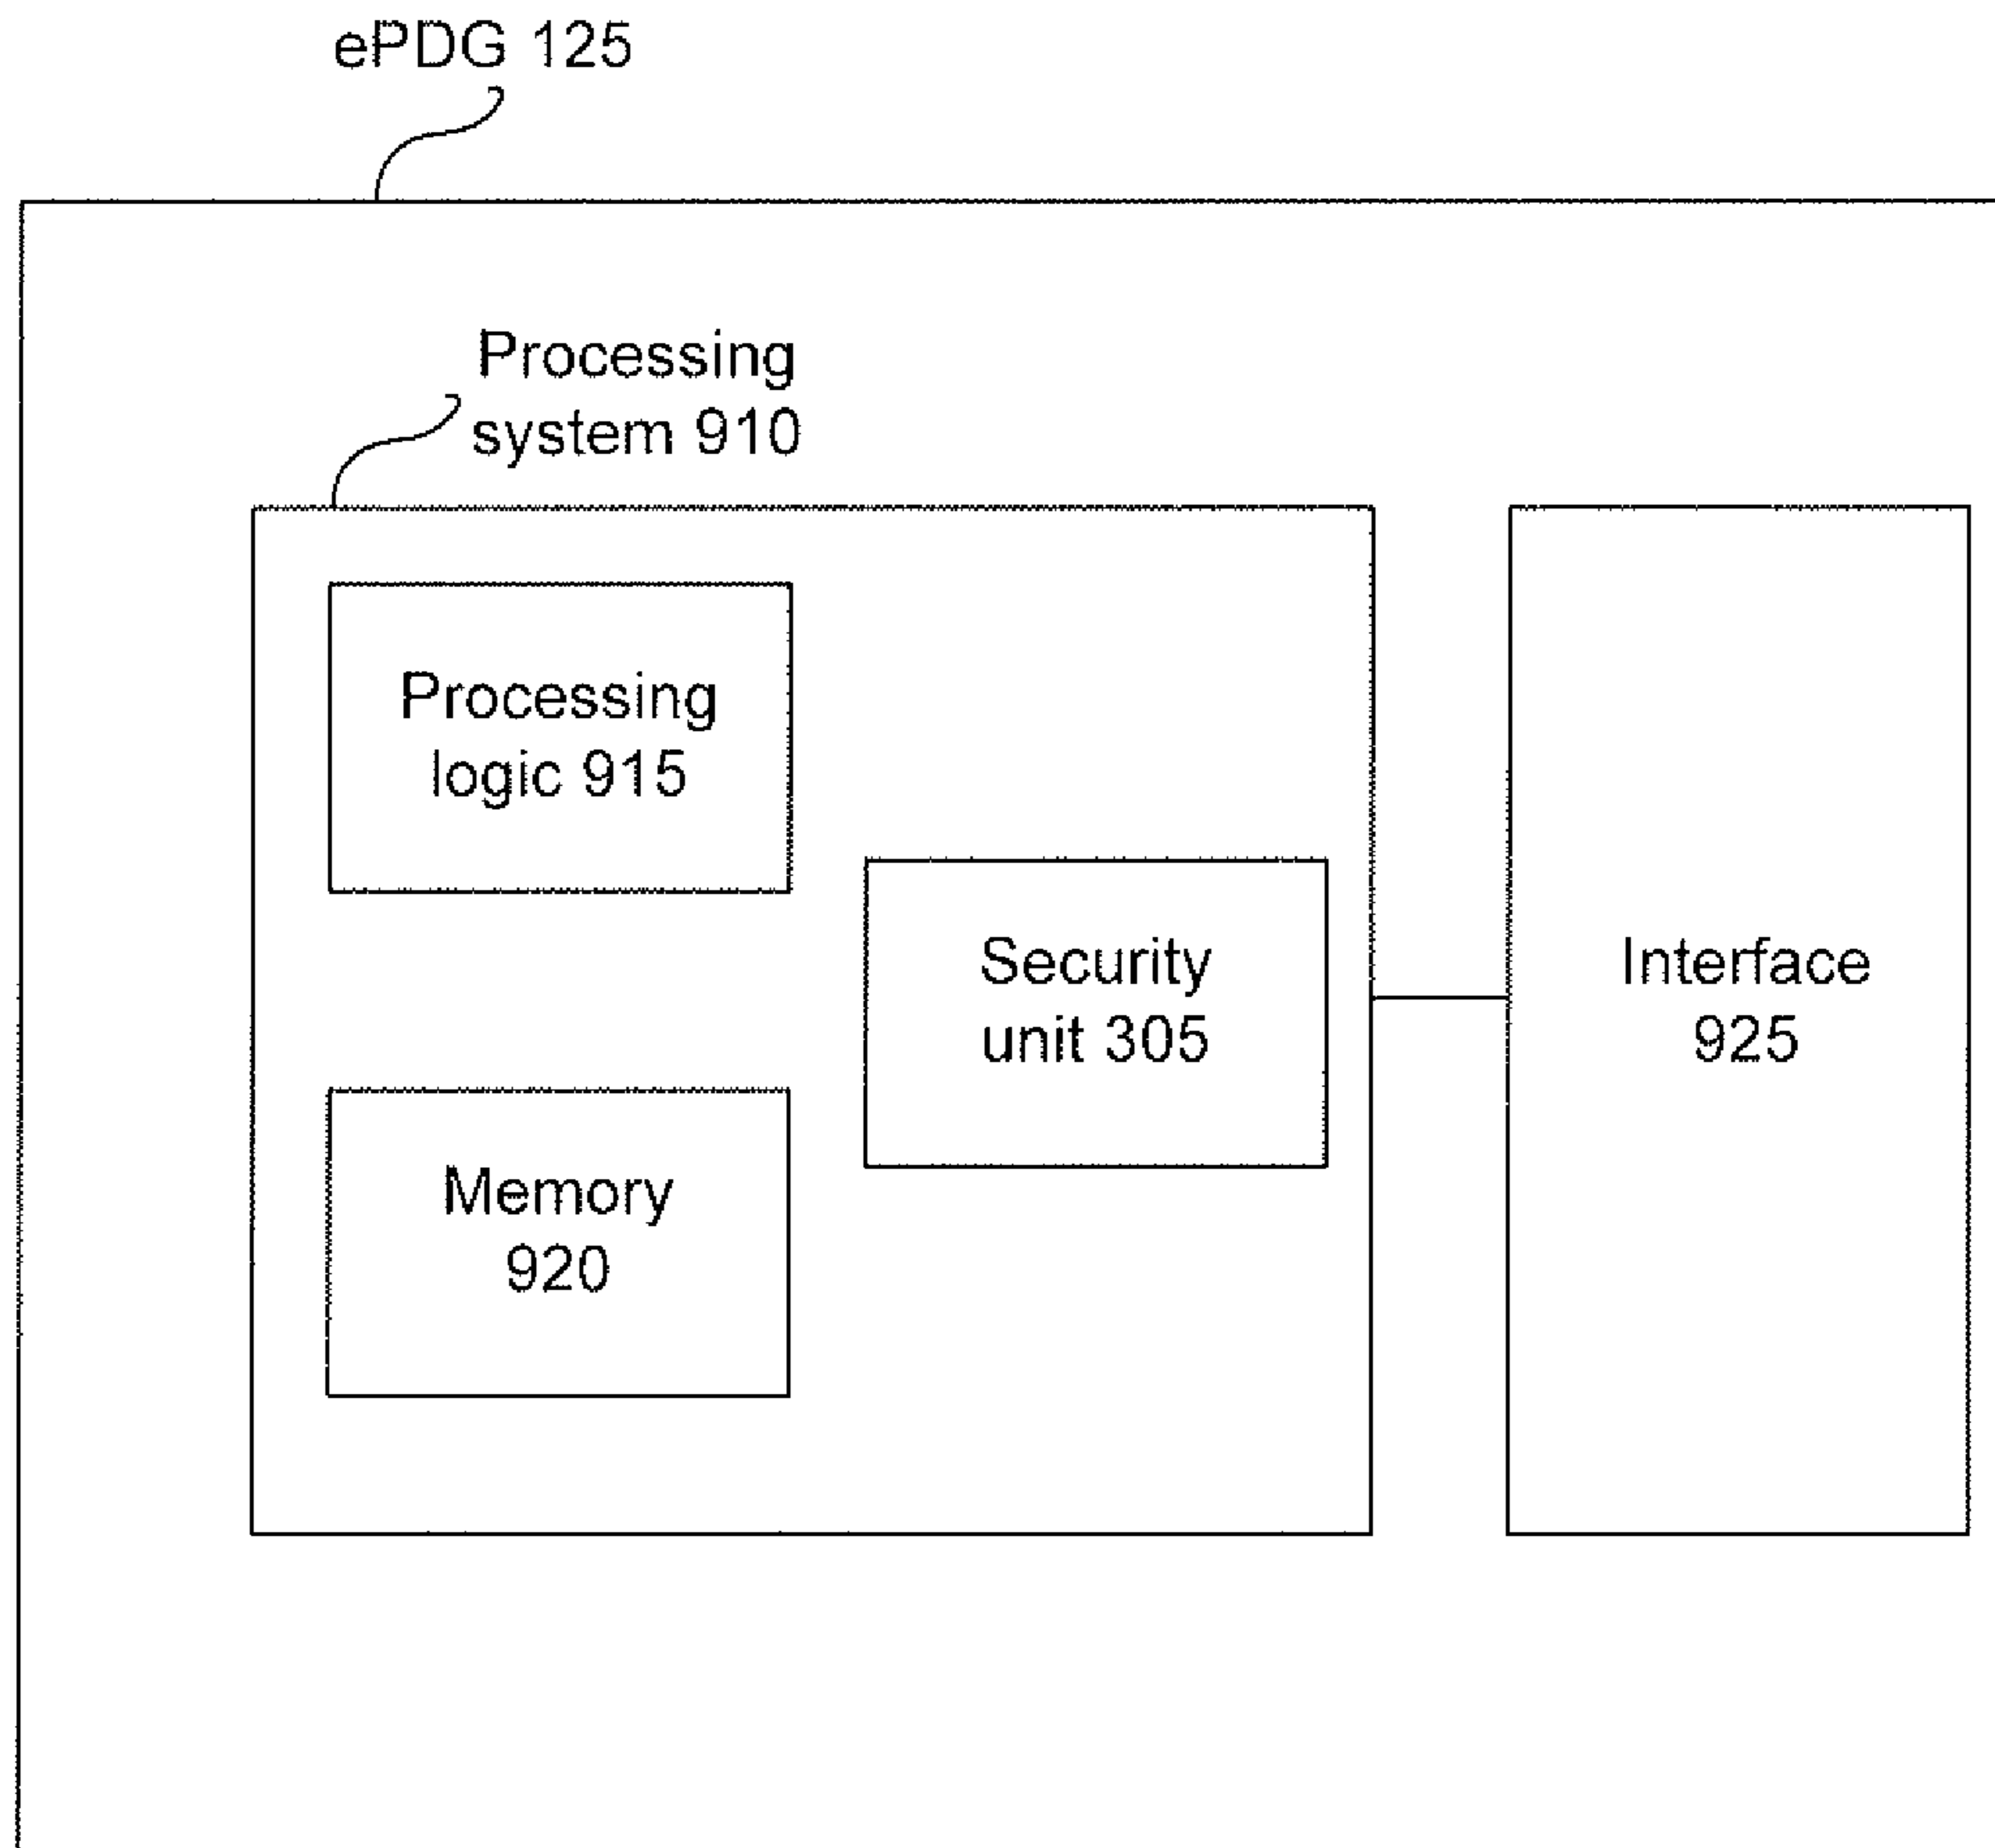 ePDG 125
Processing
system 910
Processing
logic 915
Security
unit 305
Interface
925
Memory
920